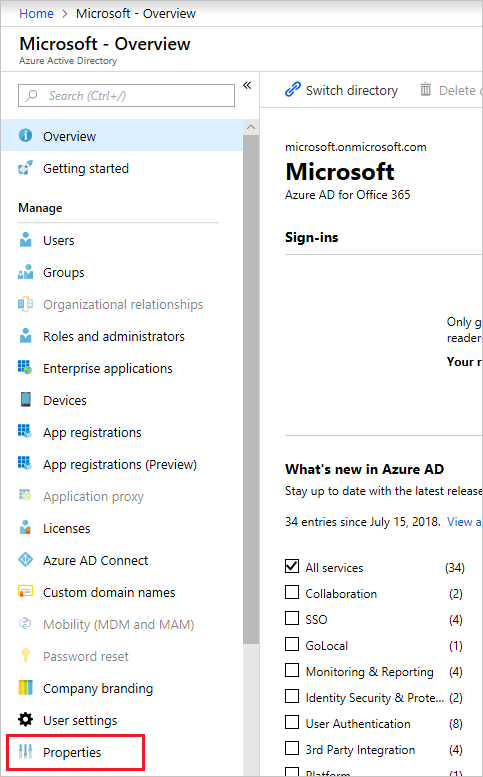 Home > Microsoft - Overview
Microsoft - Overview
Azure Active Directory
Search (Ctrl+/)
«
Overview
Getting started
Manage
Users
Groups
Organizational relationships
Roles and administrators
Enterprise applications
Devices
App registrations
App registrations (Preview)
Application proxy
Licenses
Azure AD Connect
Custom domain names
Mobility (MDM and MAM)
Password reset
Company branding
User settings
Properties
Switch directory
Delete
microsoft.onmicrosoft.com
Microsoft
Azure AD for Office 365
Sign-ins
Only
reader
Your
What's new in Azure AD
Stay up to date with the latest release
34 entries since July 15, 2018. View a
All services (34)
Collaboration (2)
SSO (4)
GoLocal (1)
Monitoring & Reporting (4)
Identity Security & Prote... (2)
User Authentication (8)
3rd Party Integration (4)